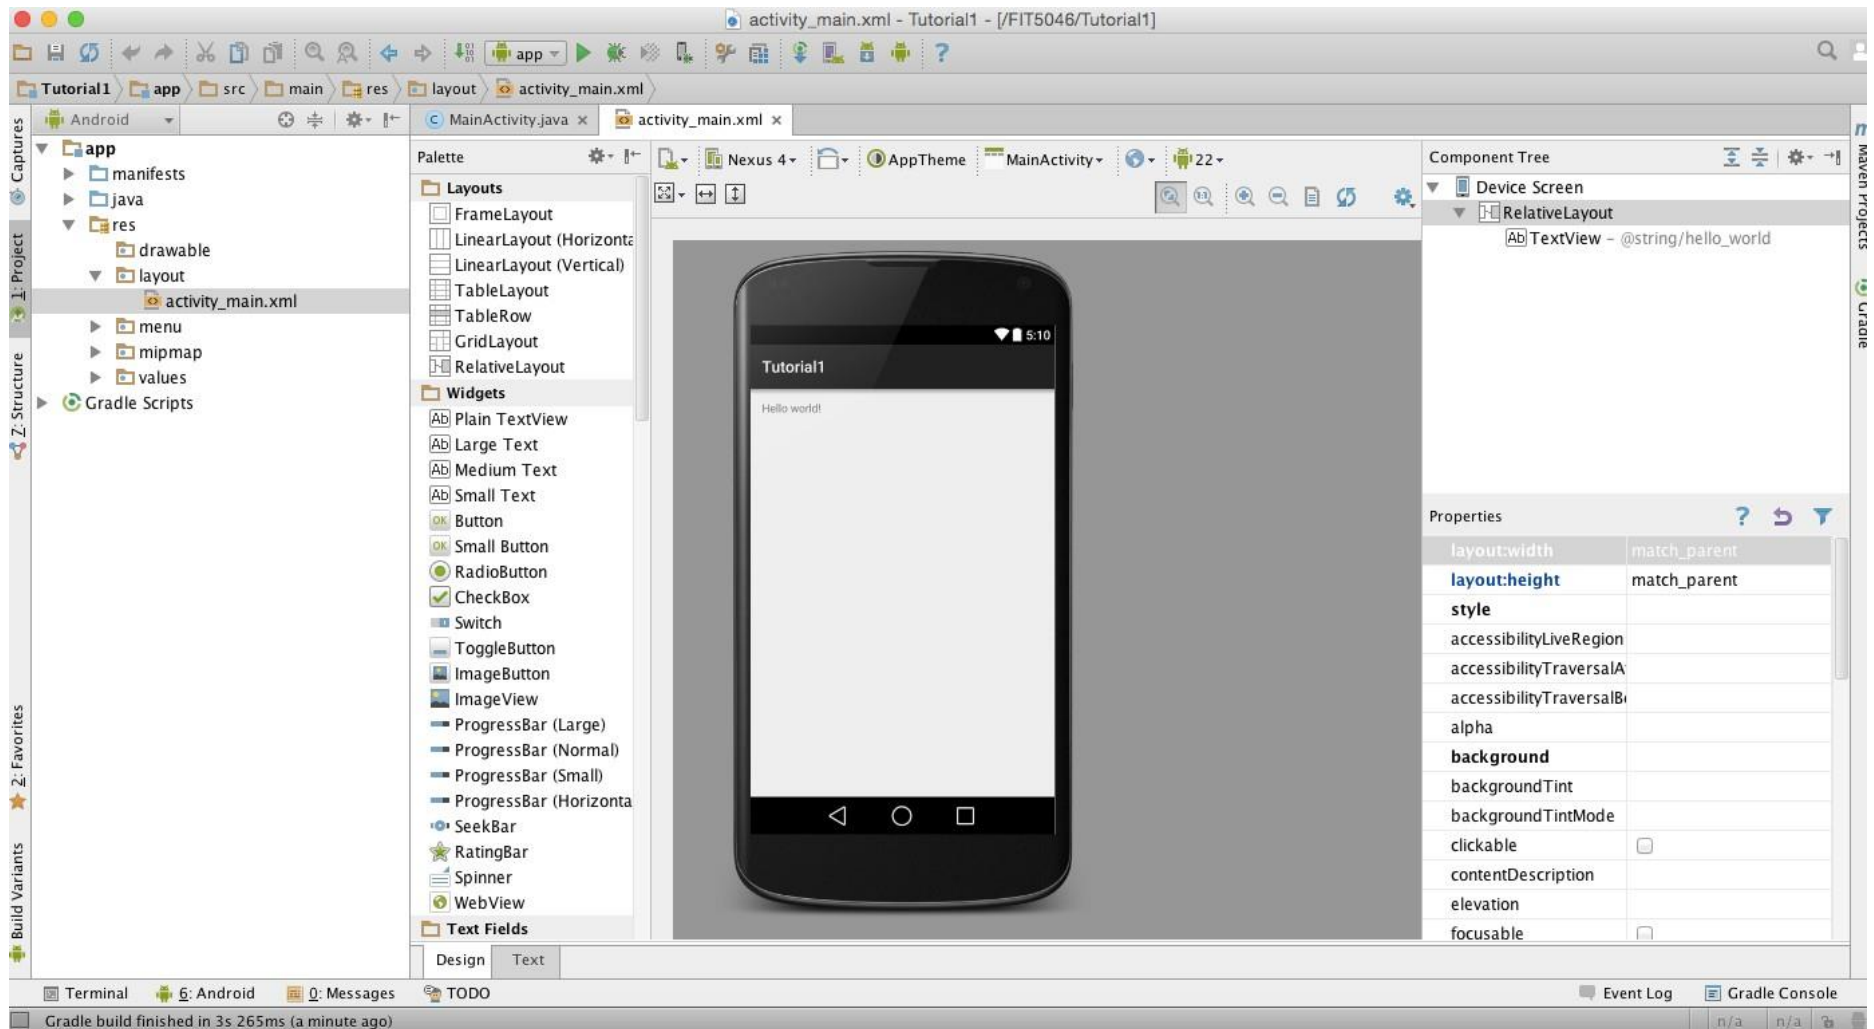 activity_main.xml - Tutorial1 - [/FIT5046/Tutorial1]
app
?
Tutorial1 app src main res layout activity_main.xml
Android
MainActivity.java ×
activity_main.xml ×
Captures
1: Project
Z: Structure
2: Favorites
Build Variants
app
manifests
java
res
drawable
layout
activity_main.xml
menu
mipmap
values
Gradle Scripts
Palette
Layouts
FrameLayout
LinearLayout (Horizonta
LinearLayout (Vertical)
TableLayout
TableRow
GridLayout
RelativeLayout
Widgets
Ab Plain TextView
Ab Large Text
Ab Medium Text
Ab Small Text
OK Button
OK Small Button
RadioButton
CheckBox
Switch
ToggleButton
ImageButton
ImageView
ProgressBar (Large)
ProgressBar (Normal)
ProgressBar (Small)
ProgressBar (Horizonta
SeekBar
RatingBar
Spinner
WebView
Text Fields
Nexus 4 AppTheme MainActivity 22
5:10
Tutorial1
Hello world!
Design Text
Component Tree
Device Screen
RelativeLayout
Ab TextView – @string/hello_world
Properties ?
layout:width match_parent
layout:height match_parent
style
accessibilityLiveRegion
accessibilityTraversalA
accessibilityTraversalB
alpha
background
backgroundTint
backgroundTintMode
clickable
contentDescription
elevation
focusable
Maven Projects
Gradle
Terminal 6: Android 0: Messages TODO
Event Log Gradle Console
Gradle build finished in 3s 265ms (a minute ago)
n/a n/a